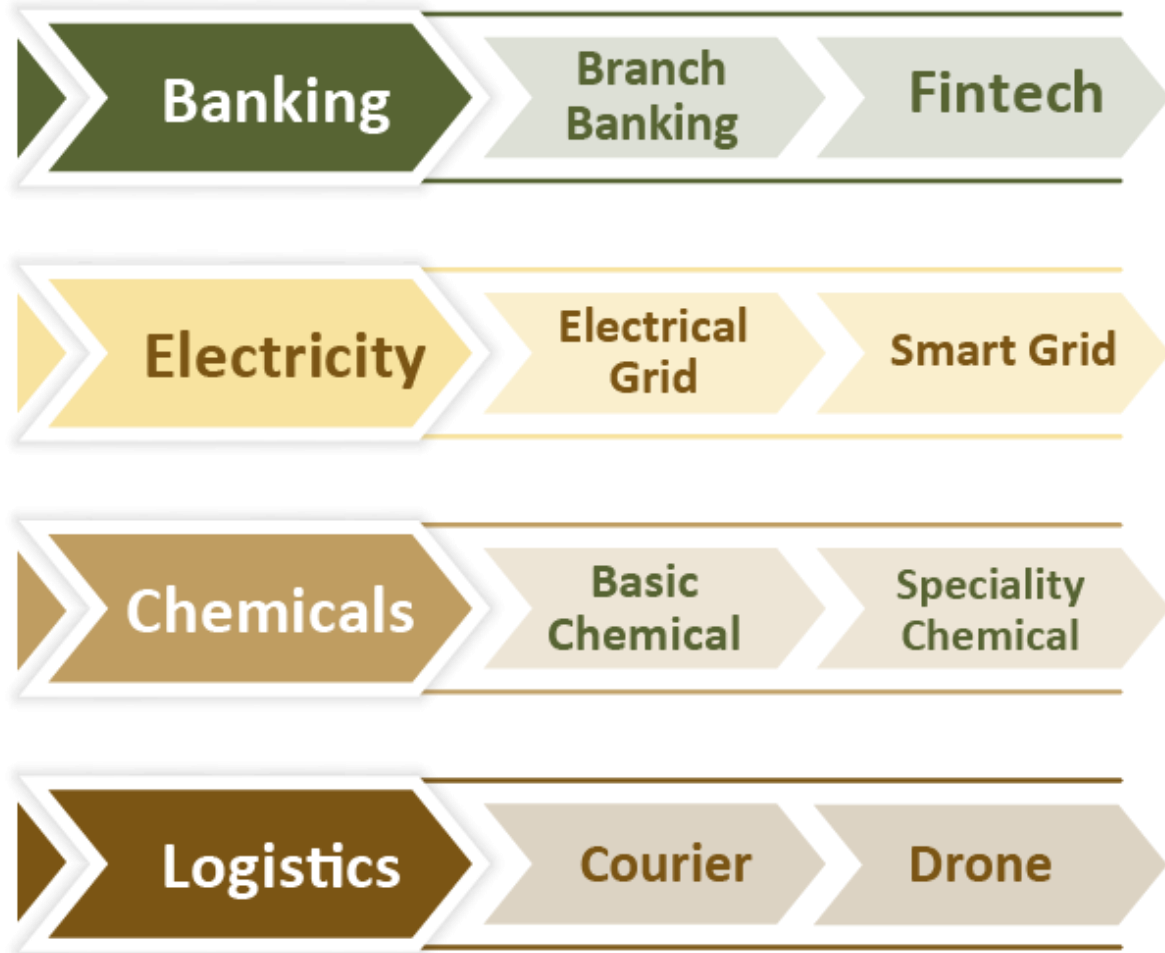 Banking
Branch
Banking
Fintech
Electricity
Electrical
Grid
Smart Grid
Chemicals
Basic
Chemical
Speciality
Chemical
Logistics
Courier
Drone